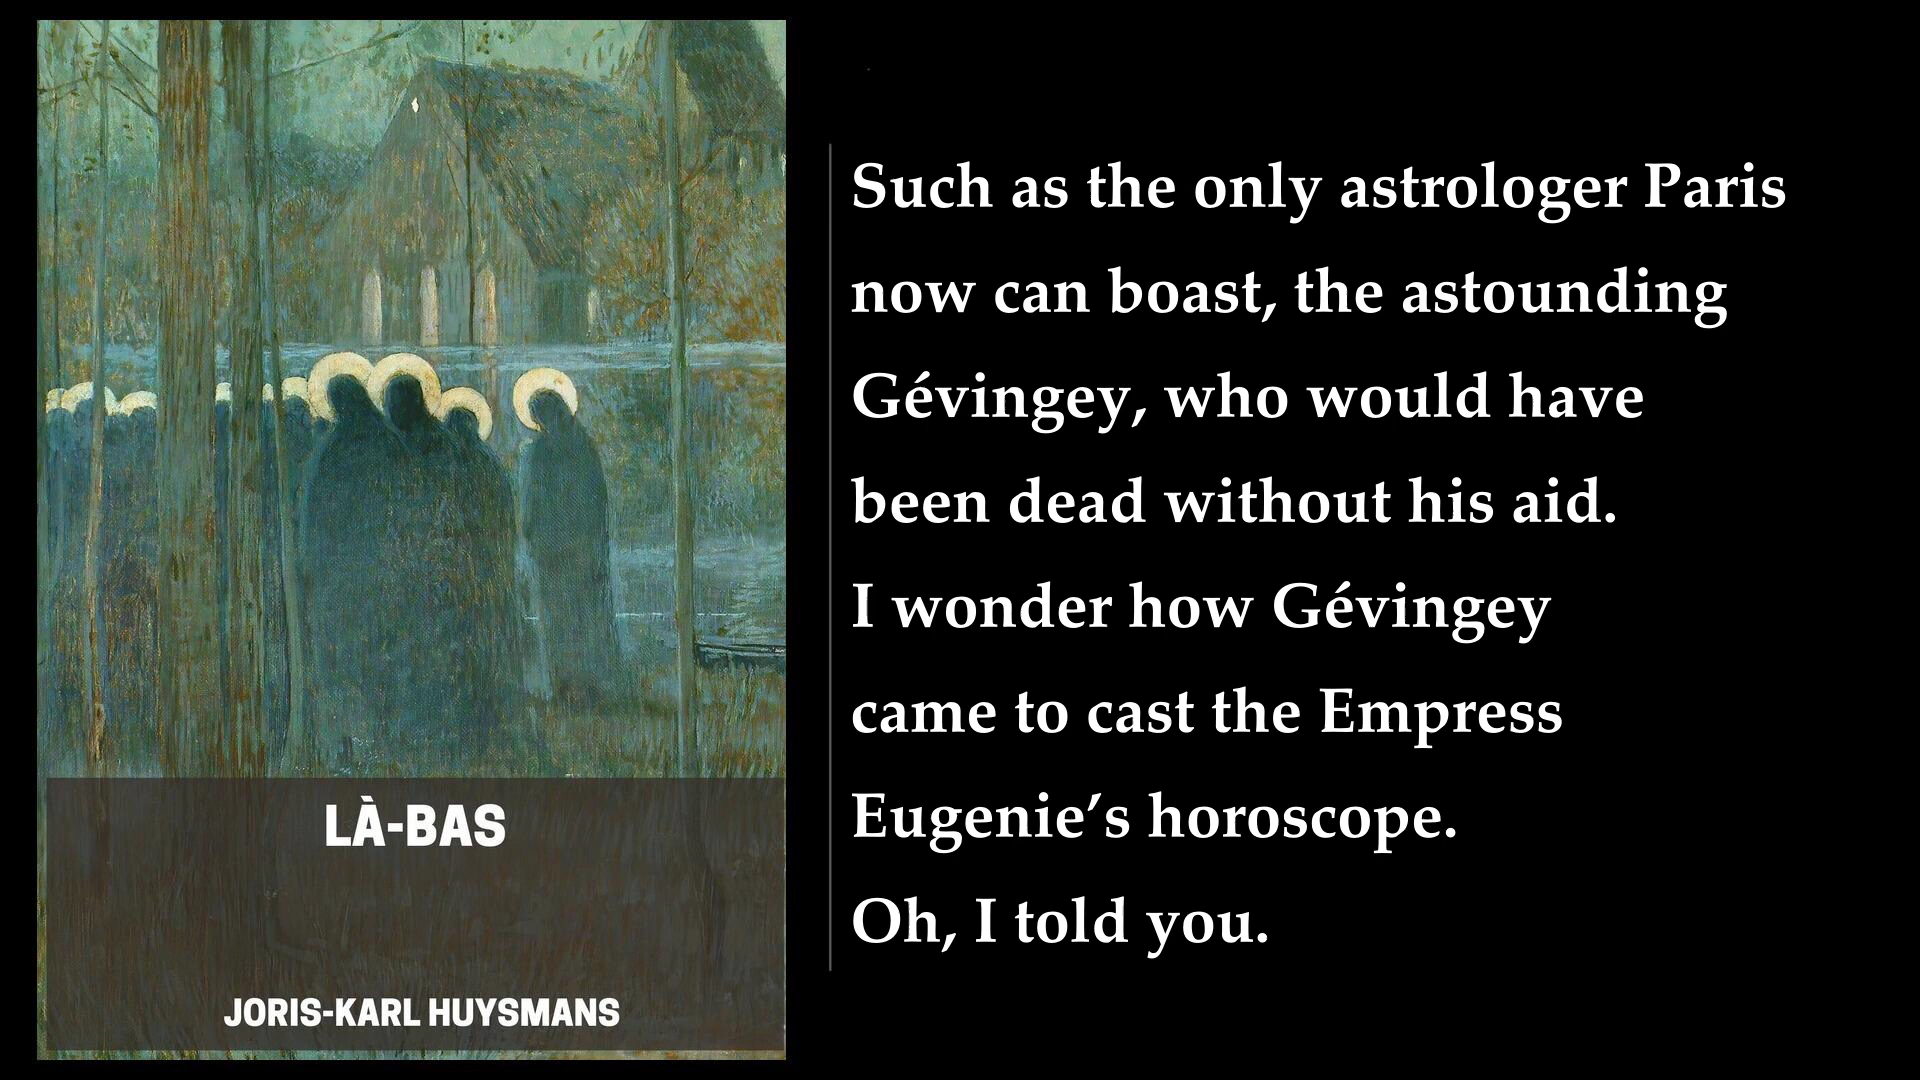 LÀ-BAS
JORIS-KARL HUYSMANS
Such as the only astrologer Paris
now can boast, the astounding
Gévingey, who would have
been dead without his aid.
I wonder how Gévingey
came to cast the Empress
Eugenie’s horoscope.
Oh, I told you.